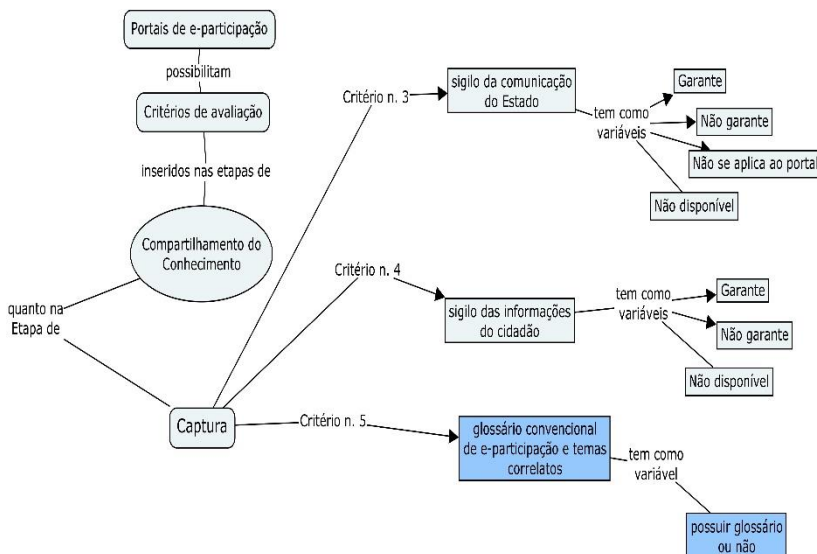 Portais de e-participação
possibilitam
Critérios de avaliação
inseridos nas etapas de
Compartilhamento do
Conhecimento
quanto na
Etapa de
Captura
Critério n. 3
sigilo da comunicação
do Estado
tem como
variáveis
Garante
Não garante
Não se aplica ao portal
Não disponível
Critério n. 4
sigilo das informações
do cidadão
tem como
variáveis
Garante
Não garante
Não disponível
Critério n. 5
glossário convencional
de e-participação e temas
correlatos
tem como
variável
possuir glossário
ou não